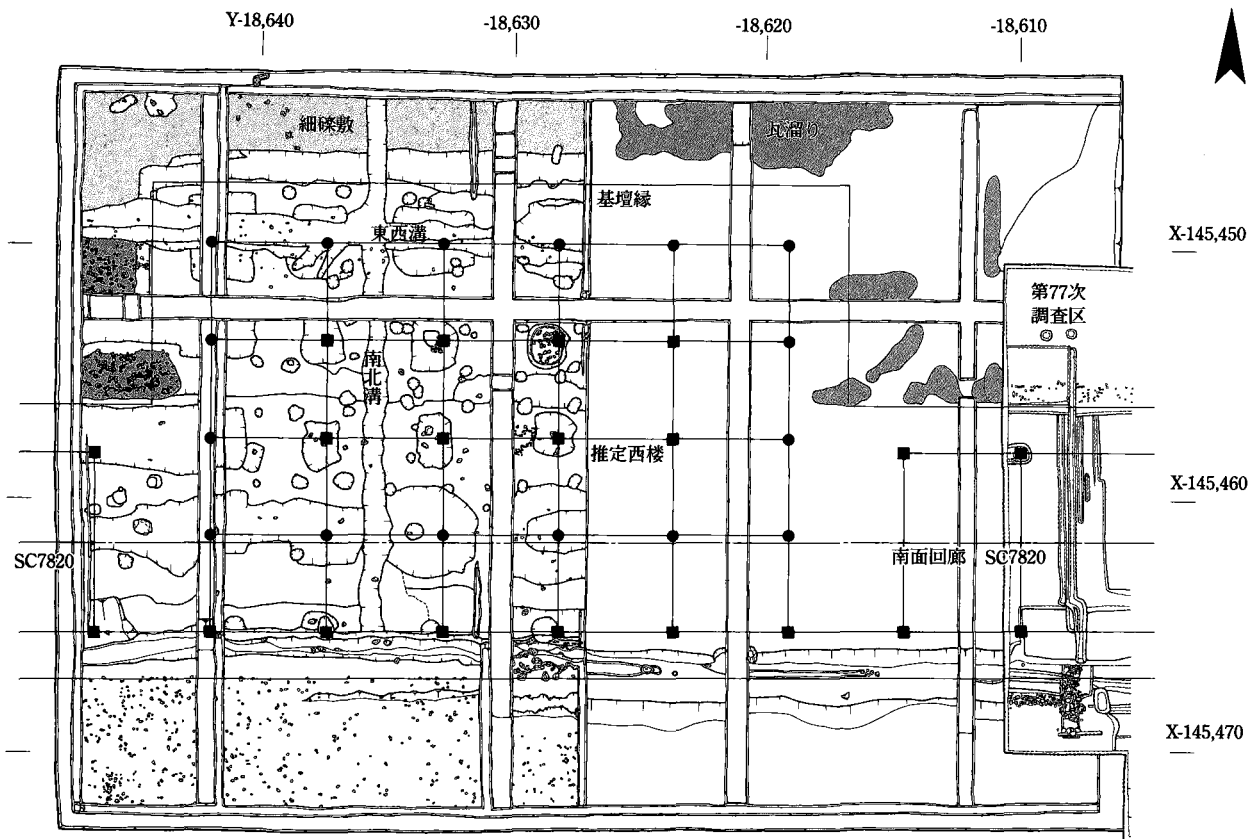 Y-18,640
-18,630
-18,620
-18,610
細礫敷
瓦溜り
基壇縁
東西溝
X-145,450
第77次
調査区
南北溝
推定西楼
X-145,460
SC7820
南面回廊 SC7820
X-145,470